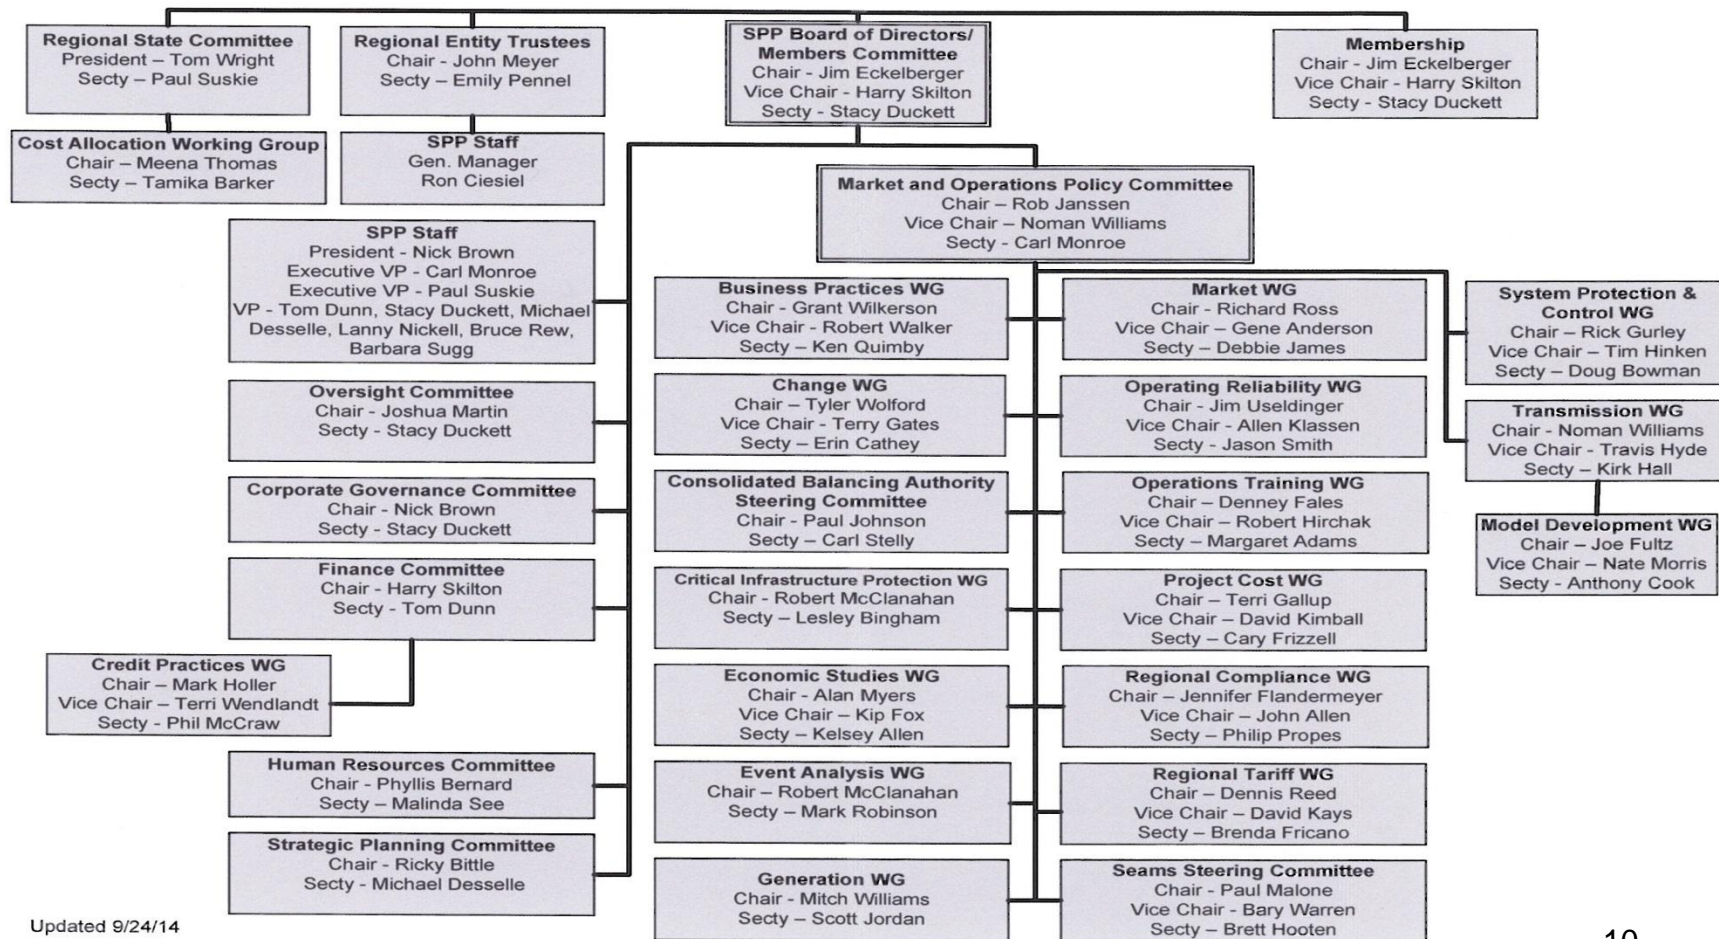 Regional State Committee
President – Tom Wright
Secty – Paul Suskie
Regional Entity Trustees
Chair - John Meyer
Secty – Emily Pennel
SPP Board of Directors/
Members Committee
Chair - Jim Eckelberger
Vice Chair - Harry Skilton
Secty - Stacy Duckett
Membership
Chair - Jim Eckelberger
Vice Chair - Harry Skilton
Secty - Stacy Duckett
Cost Allocation Working Group
Chair – Meena Thomas
Secty – Tamika Barker
SPP Staff
Gen. Manager
Ron Ciesiel
Market and Operations Policy Committee
Chair – Rob Janssen
Vice Chair – Noman Williams
Secty - Carl Monroe
SPP Staff
President - Nick Brown
Executive VP - Carl Monroe
Executive VP - Paul Suskie
VP - Tom Dunn, Stacy Duckett, Michael
Desselle, Lanny Nickell, Bruce Rew,
Barbara Sugg
Oversight Committee
Chair - Joshua Martin
Secty - Stacy Duckett
Corporate Governance Committee
Chair - Nick Brown
Secty - Stacy Duckett
Finance Committee
Chair - Harry Skilton
Secty - Tom Dunn
Credit Practices WG
Chair – Mark Holler
Vice Chair – Terri Wendlandt
Secty - Phil McCraw
Human Resources Committee
Chair - Phyllis Bernard
Secty – Malinda See
Strategic Planning Committee
Chair - Ricky Bittle
Secty - Michael Desselle
Business Practices WG
Chair - Grant Wilkerson
Vice Chair - Robert Walker
Secty – Ken Quimby
Change WG
Chair – Tyler Wolford
Vice Chair - Terry Gates
Secty – Erin Cathey
Consolidated Balancing Authority
Steering Committee
Chair - Paul Johnson
Secty – Carl Stelly
Critical Infrastructure Protection WG
Chair - Robert McClanahan
Secty – Lesley Bingham
Economic Studies WG
Chair - Alan Myers
Vice Chair - Kip Fox
Secty – Kelsey Allen
Event Analysis WG
Chair – Robert McClanahan
Secty – Mark Robinson
Generation WG
Chair - Mitch Williams
Secty – Scott Jordan
Market WG
Chair - Richard Ross
Vice Chair – Gene Anderson
Secty - Debbie James
Operating Reliability WG
Chair - Jim Useldinger
Vice Chair - Allen Klassen
Secty - Jason Smith
Operations Training WG
Chair – Denney Fales
Vice Chair – Robert Hirchak
Secty – Margaret Adams
Project Cost WG
Chair – Terri Gallup
Vice Chair – David Kimball
Secty – Cary Frizzell
Regional Compliance WG
Chair – Jennifer Flandermeyer
Vice Chair – John Allen
Secty – Philip Propes
Regional Tariff WG
Chair – Dennis Reed
Vice Chair – David Kays
Secty – Brenda Fricano
Seams Steering Committee
Chair - Paul Malone
Vice Chair - Bary Warren
Secty – Brett Hooten
System Protection &
Control WG
Chair – Rick Gurley
Vice Chair – Tim Hinken
Secty – Doug Bowman
Transmission WG
Chair - Noman Williams
Vice Chair - Travis Hyde
Secty – Kirk Hall
Model Development WG
Chair – Joe Fultz
Vice Chair – Nate Morris
Secty - Anthony Cook
Updated 9/24/14
10